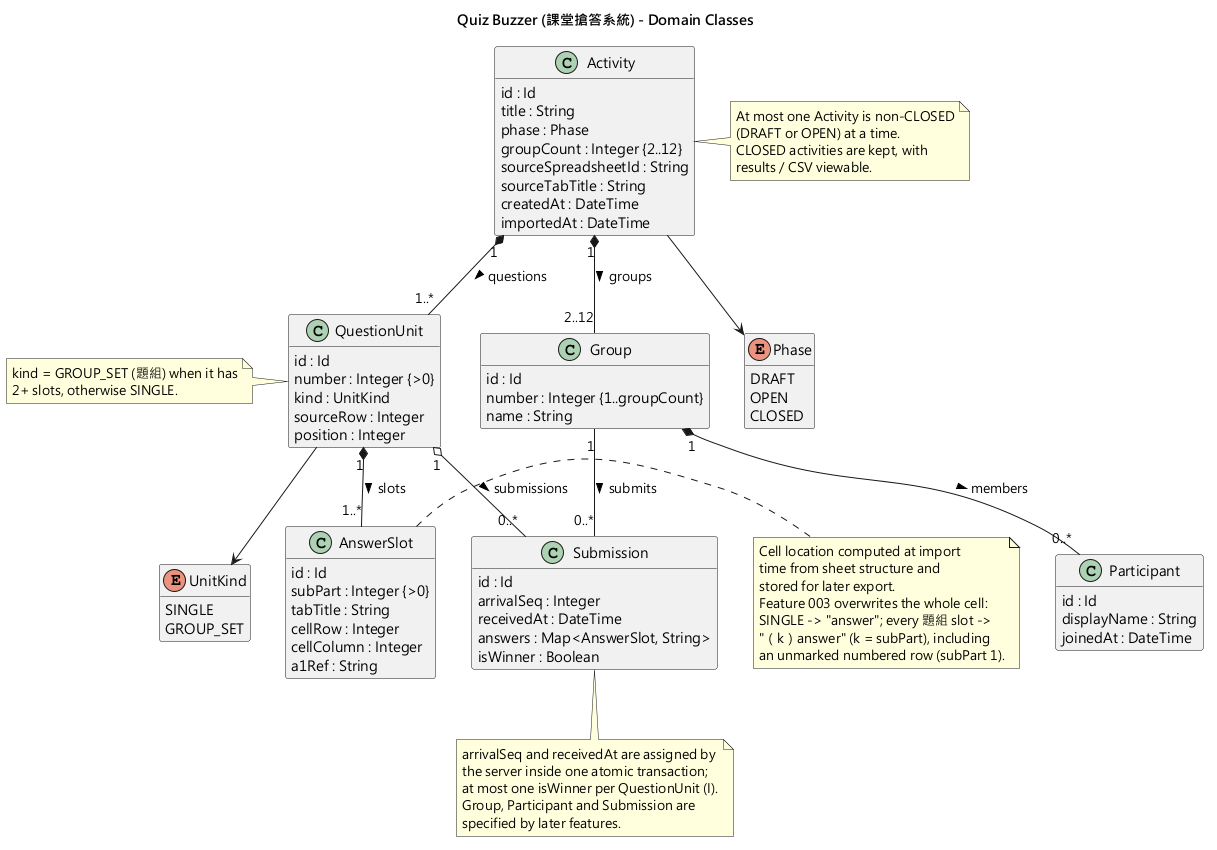 Quiz Buzzer (課堂搶答系統) - Domain Classes
C Activity
id : Id
title : String
phase : Phase
groupCount : Integer {2..12}
sourceSpreadsheetId : String
sourceTabTitle : String
createdAt : DateTime
importedAt : DateTime
At most one Activity is non-CLOSED
(DRAFT or OPEN) at a time.
CLOSED activities are kept, with
results / CSV viewable.
1
1
questions
groups
1..*
2..12
kind = GROUP_SET (題組) when it has
2+ slots, otherwise SINGLE.
C QuestionUnit
id : Id
number : Integer {>0}
kind : UnitKind
sourceRow : Integer
position : Integer
C Group
id : Id
number : Integer {1..groupCount}
name : String
E Phase
DRAFT
OPEN
CLOSED
1
1
1
1
slots
submissions
submits
members
1..*
0..*
0..*
0..*
E UnitKind
SINGLE
GROUP_SET
C AnswerSlot
id : Id
subPart : Integer {>0}
tabTitle : String
cellRow : Integer
cellColumn : Integer
a1Ref : String
C Submission
id : Id
arrivalSeq : Integer
receivedAt : DateTime
answers : Map<AnswerSlot, String>
isWinner : Boolean
Cell location computed at import
time from sheet structure and
stored for later export.
Feature 003 overwrites the whole cell:
SINGLE -> "answer"; every 題組 slot ->
"（k）answer" (k = subPart), including
an unmarked numbered row (subPart 1).
C Participant
id : Id
displayName : String
joinedAt : DateTime
arrivalSeq and receivedAt are assigned by
the server inside one atomic transaction;
at most one isWinner per QuestionUnit (I).
Group, Participant and Submission are
specified by later features.